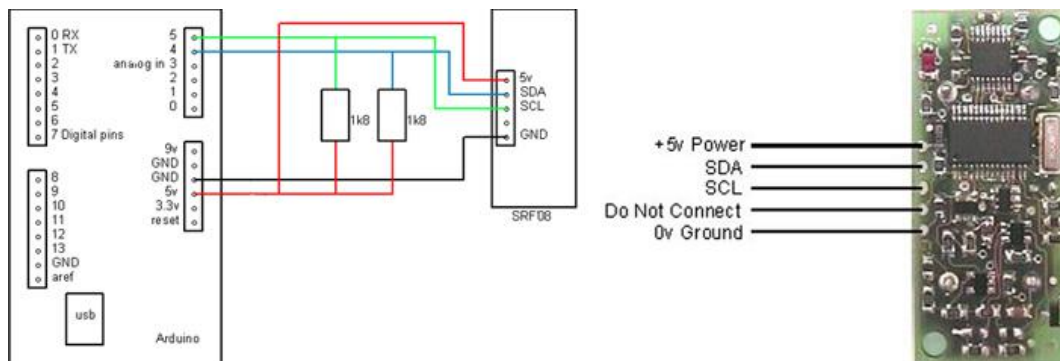 0 RX
1 TX
2
3
4
5
6
7 Digital pins
8
9
10
11
12
13
GND
aref
usb
Arduino
5
4
analog in 3
2
1
0
9v
GND
GND
5v
3.3v
reset
1k8
1k8
5v
SDA
SCL
GND
SRF08
+5v Power
SDA
SCL
Do Not Connect
0v Ground